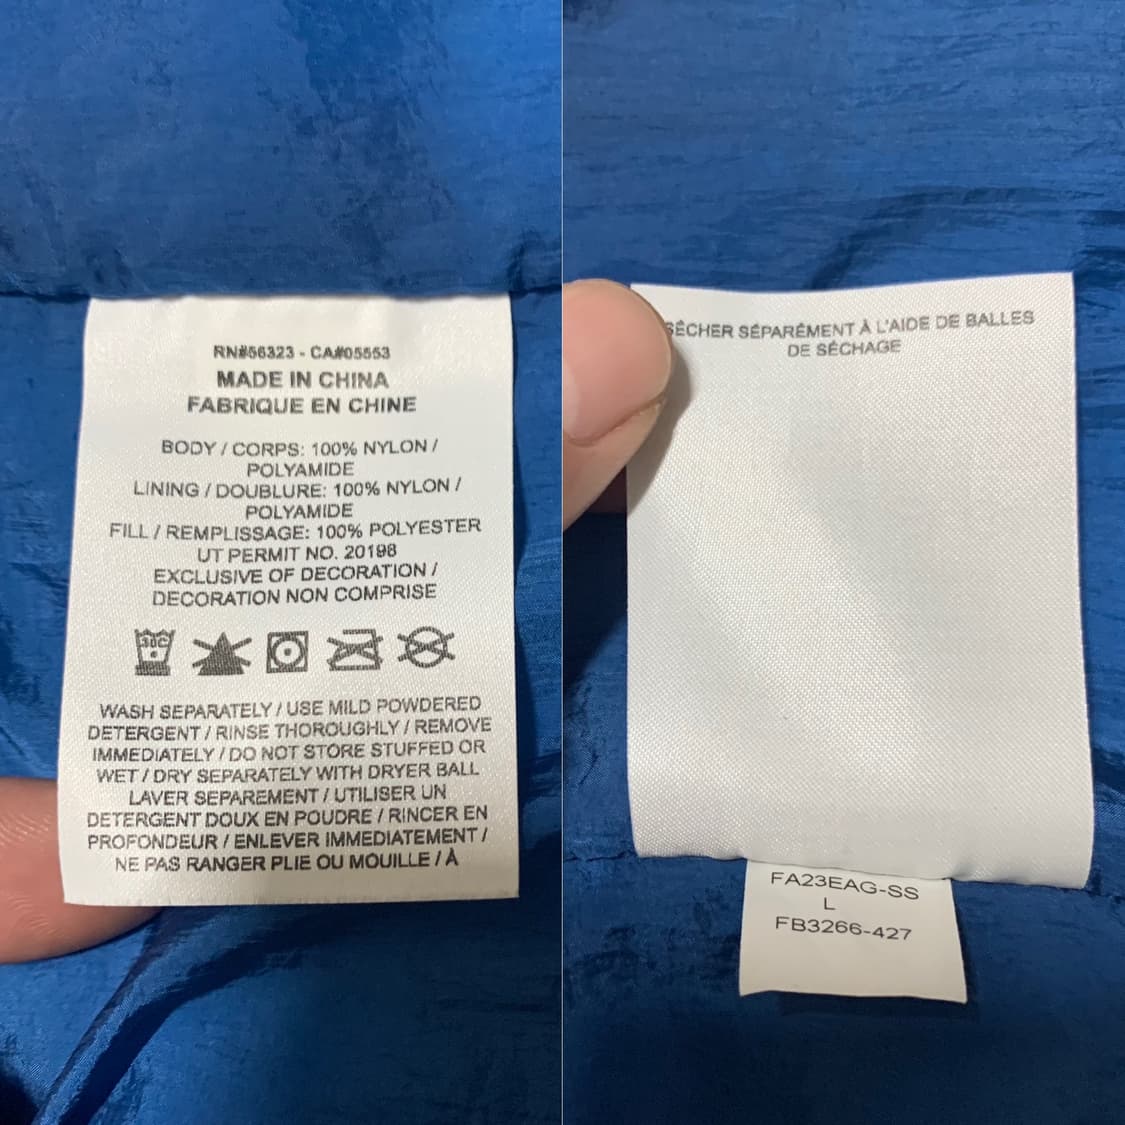 RN#56323 - CA#05553
MADE IN CHINA
FABRIQUE EN CHINE
BODY / CORPS: 100% NYLON /
POLYAMIDE
LINING / DOUBLURE: 100% NYLON /
POLYAMIDE
FILL / REMPLISSAGE: 100% POLYESTER
UT PERMIT NO. 20198
EXCLUSIVE OF DECORATION /
DECORATION NON COMPRISE
30C
WASH SEPARATELY / USE MILD POWDERED
DETERGENT / RINSE THOROUGHLY / REMOVE
IMMEDIATELY / DO NOT STORE STUFFED OR
WET / DRY SEPARATELY WITH DRYER BALL
LAVER SEPAREMENT / UTILISER UN
DETERGENT DOUX EN POUDRE / RINCER EN
PROFONDEUR / ENLEVER IMMEDIATEMENT /
NE PAS RANGER PLIE OU MOUILLE / À
SÉCHER SÉPARÉMENT À L'AIDE DE BALLES
DE SÉCHAGE
FA23EAG-SS
L
FB3266-427